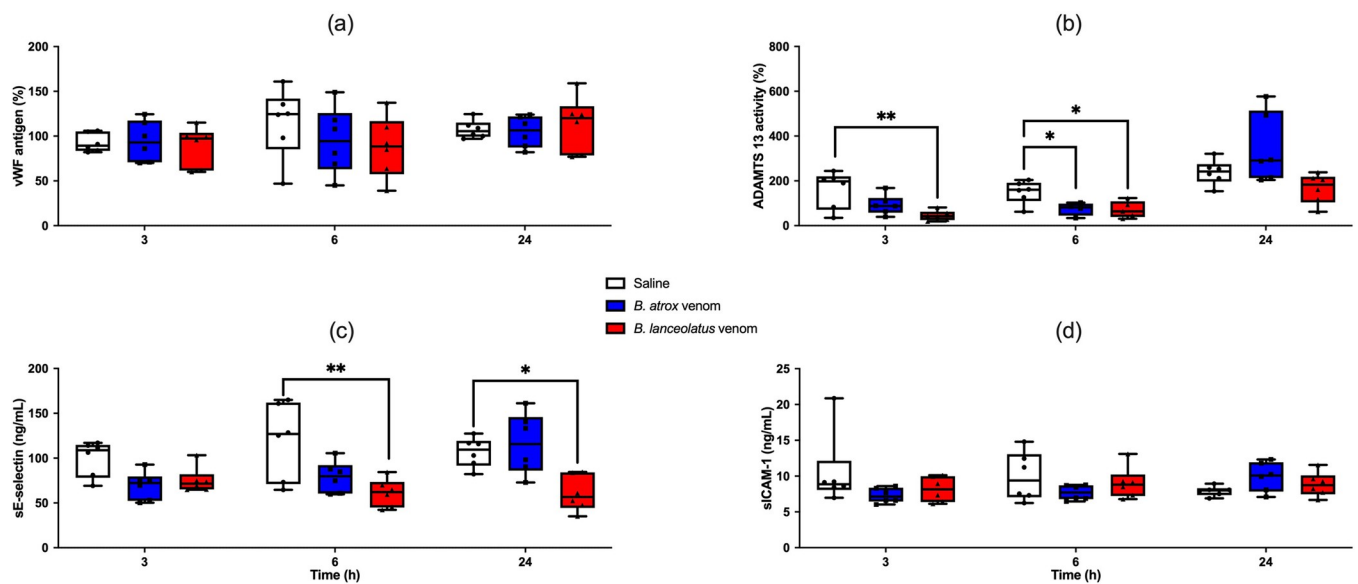 (a)
vWF antigen (%)
200
150
100
50
0
3 6 24
(b)
ADAMTS 13 activity (%)
800
600
400
200
0
** * *
3 6 24
Saline
B. atrox venom
B. lanceolatus venom
(c)
sE-selectin (ng/mL)
200
150
100
50
0
** *
3 6 24
Time (h)
(d)
sICAM-1 (ng/mL)
25
20
15
10
5
0
3 6 24
Time (h)